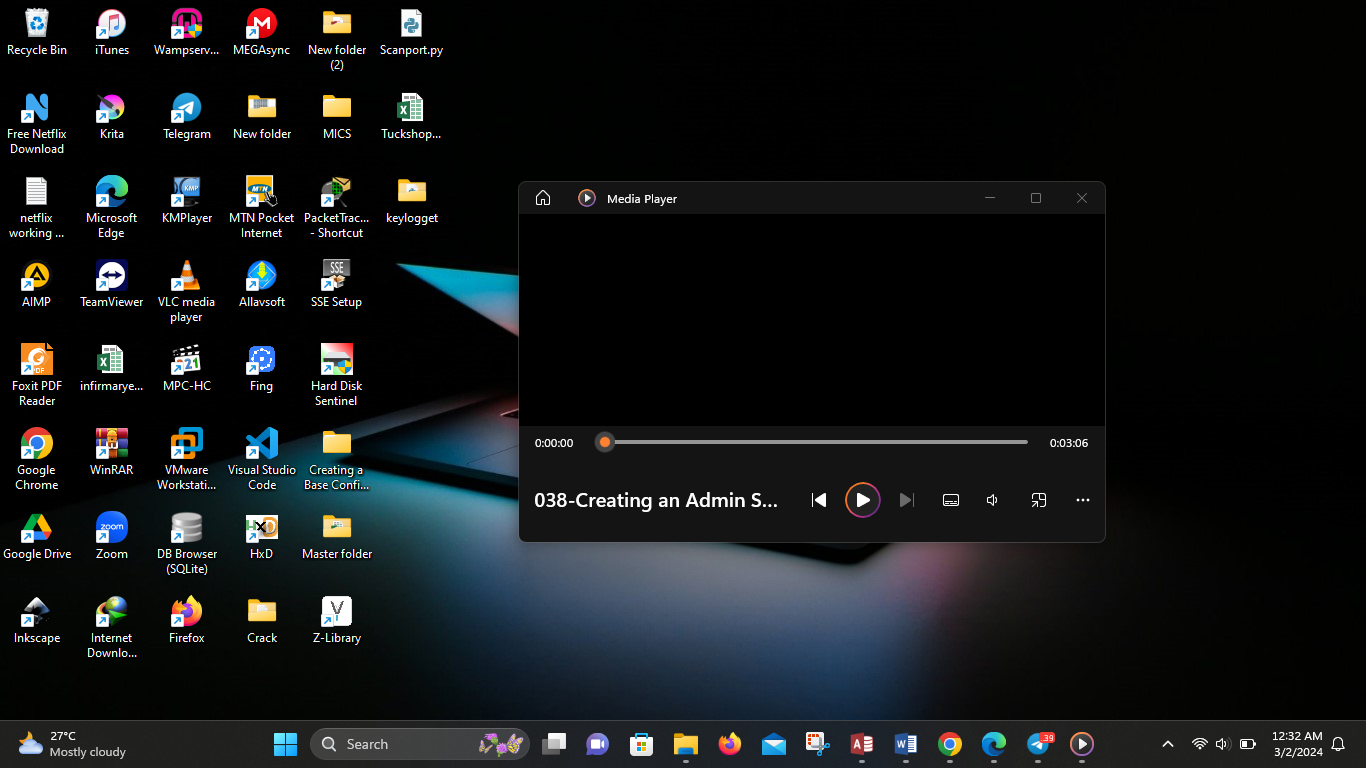 Recycle Bin
iTunes
Wampserv...
MEGAsync
New folder
(2)
Scanport.py
Free Netflix
Download
Krita
Telegram
New folder
MICS
Tuckshop...
netflix
working ...
Microsoft
Edge
KMPlayer
MTN Pocket
Internet
PacketTrac...
- Shortcut
keylogget
AIMP
TeamViewer
VLC media
player
Allavsoft
SSE Setup
Foxit PDF
Reader
infirmarye...
MPC-HC
Fing
Hard Disk
Sentinel
Google
Chrome
WinRAR
VMware
Workstati...
Visual Studio
Code
Creating a
Base Confi...
Google Drive
Zoom
DB Browser
(SQLite)
HxD
Master folder
Inkscape
Internet
Downlo...
Firefox
Crack
Z-Library
Media Player
0:00:00
0:03:06
038-Creating an Admin S...
27°C
Mostly cloudy
Search
39
12:32 AM
3/2/2024